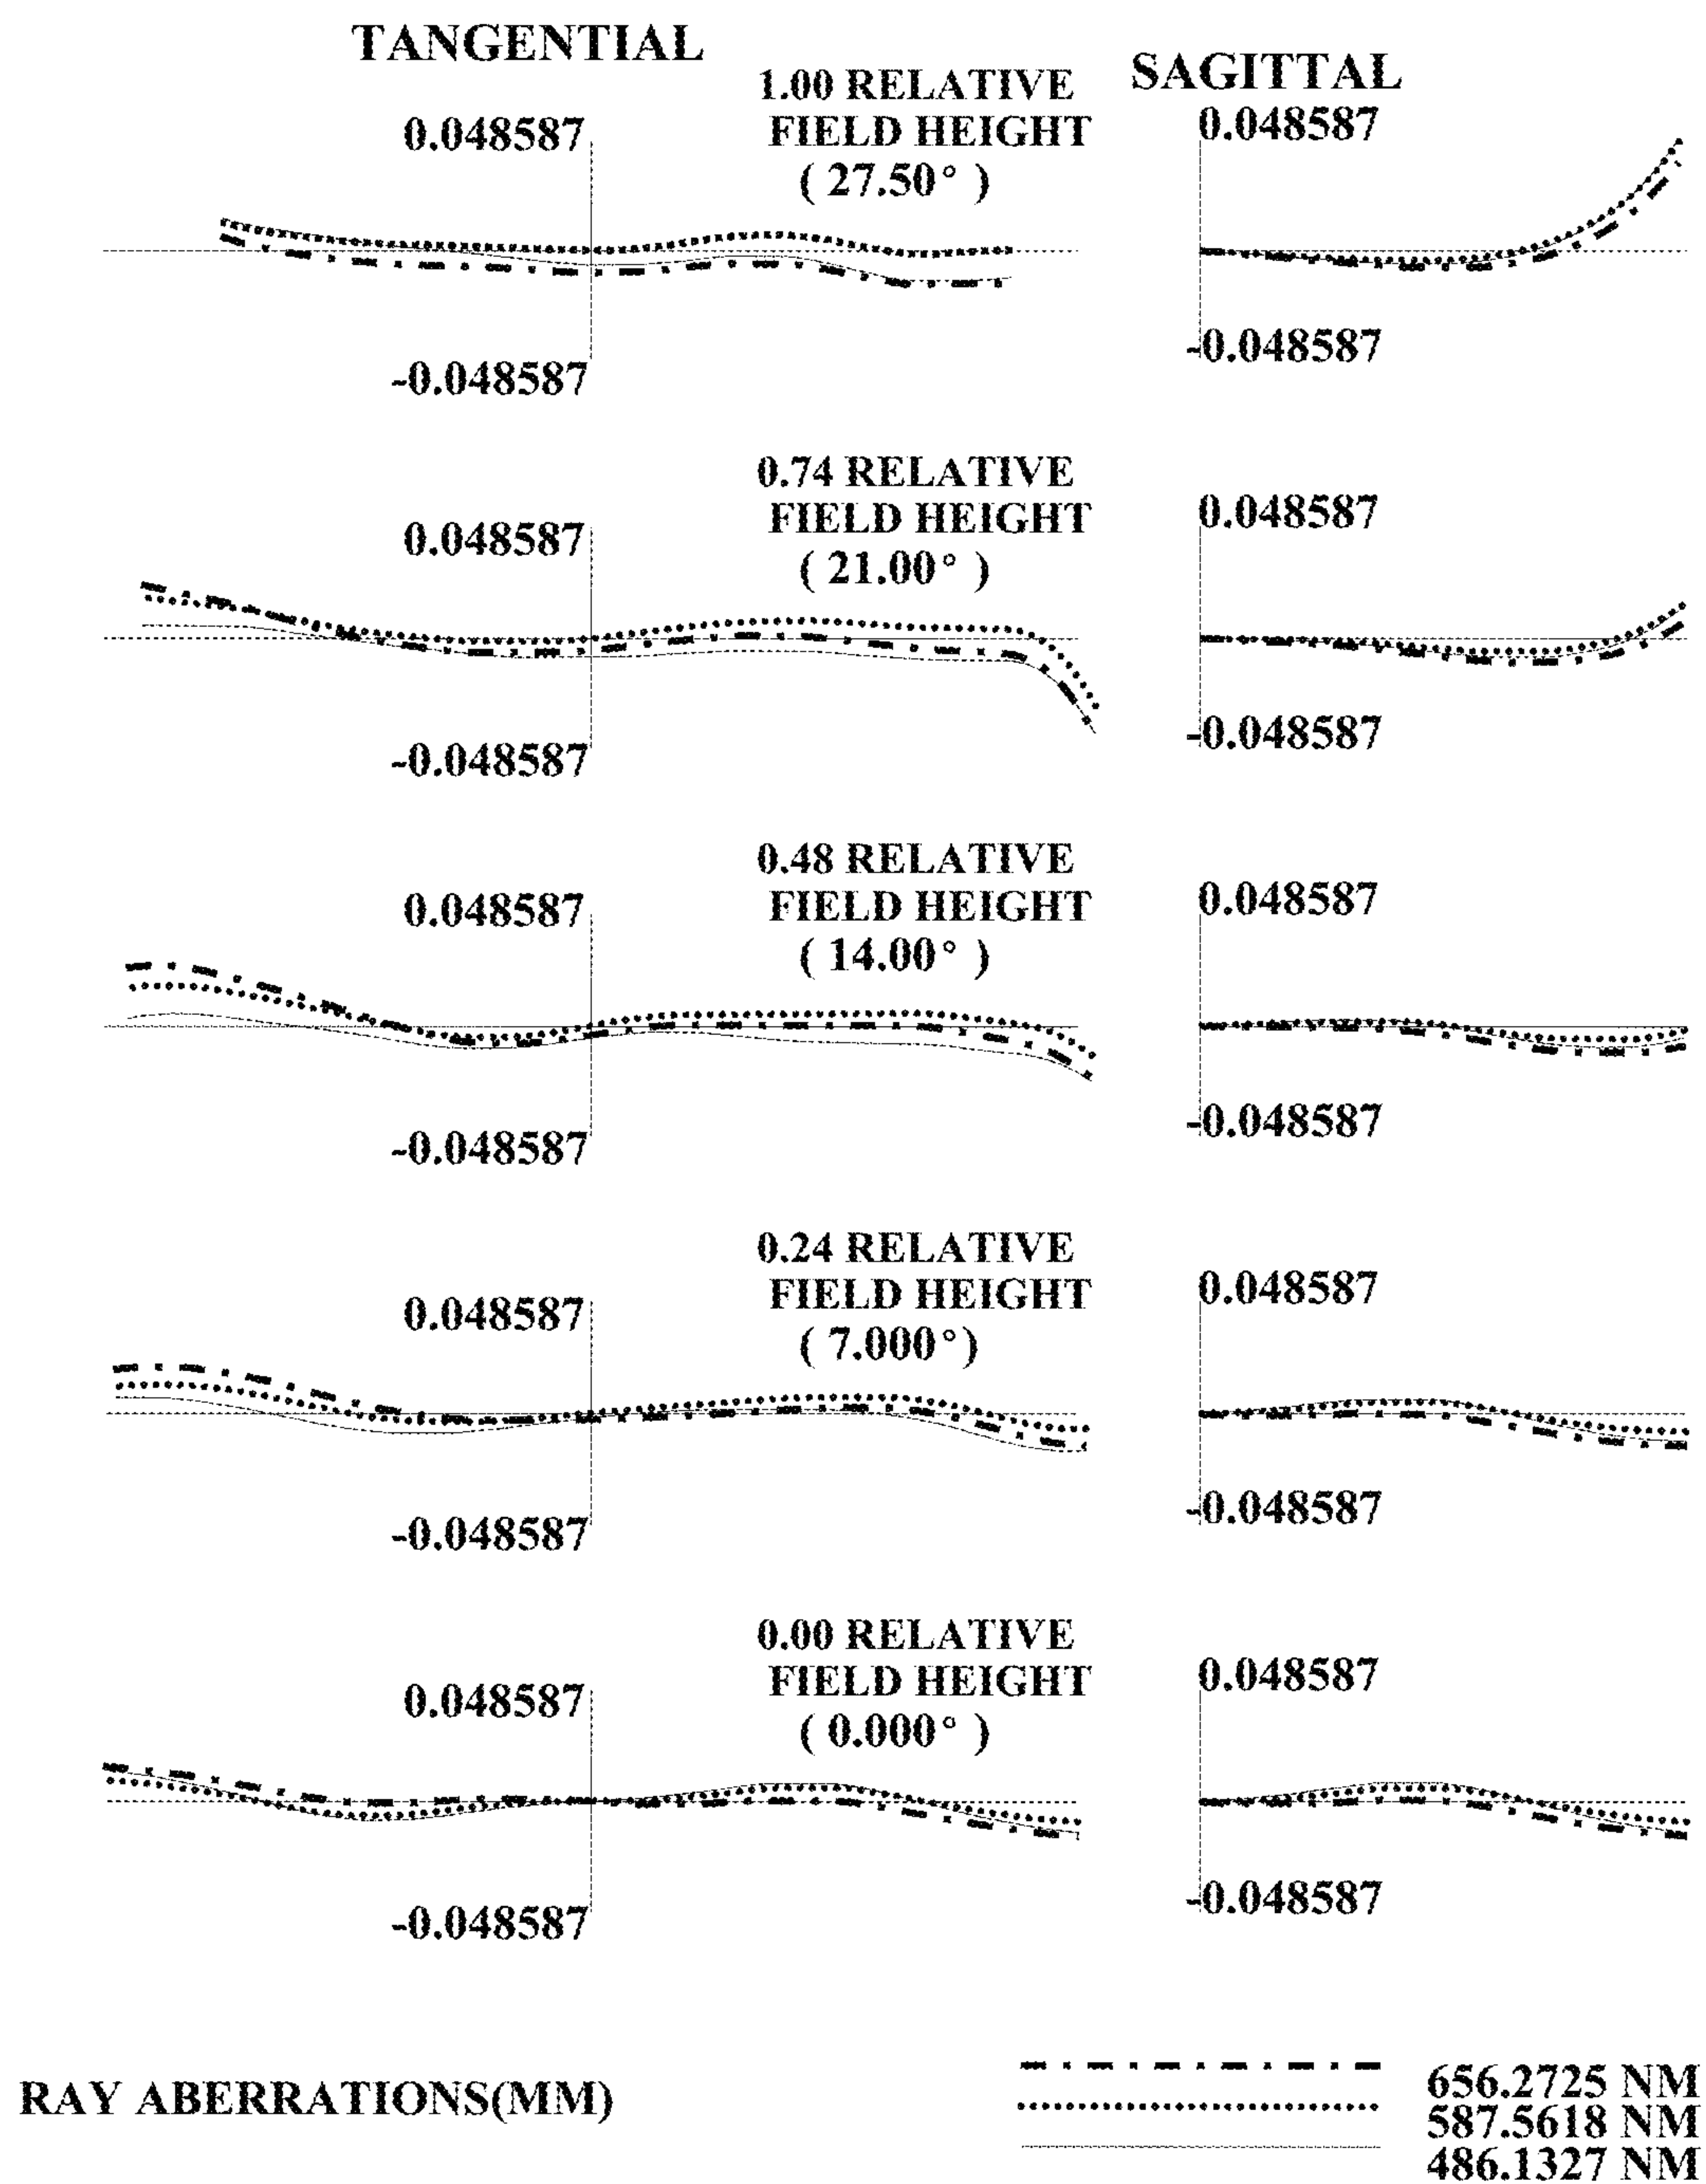 TANGENTIAL
SAGITTAL
1.00 RELATIVE
FIELD HEIGHT
( 27.50° )
0.048587
0.048587
-0.048587
-0.048587
0.74 RELATIVE
FIELD HEIGHT
( 21.00° )
0.048587
0.048587
-0.048587
-0.048587
0.48 RELATIVE
FIELD HEIGHT
( 14.00° )
0.048587
0.048587
-0.048587
-0.048587
0.24 RELATIVE
FIELD HEIGHT
( 7.000° )
0.048587
0.048587
-0.048587
-0.048587
0.00 RELATIVE
FIELD HEIGHT
( 0.000° )
0.048587
0.048587
-0.048587
-0.048587
RAY ABERRATIONS(MM)
656.2725 NM
587.5618 NM
486.1327 NM